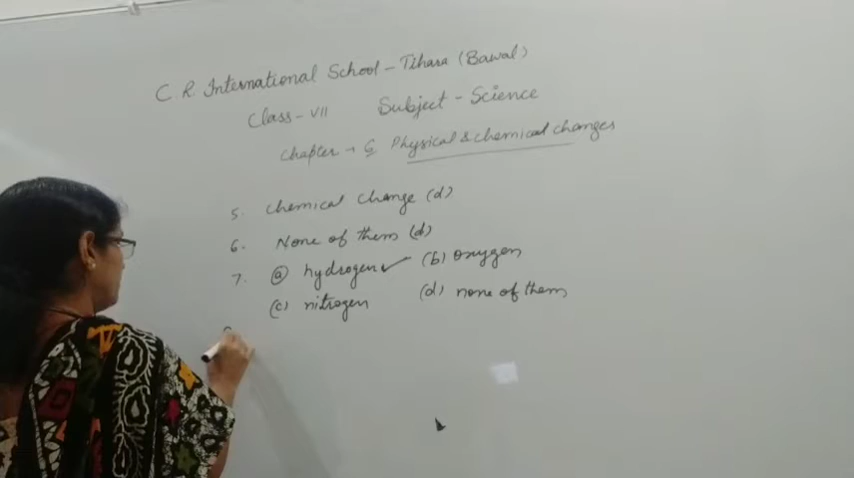 C. R. International School - Tihara (Bawal)
Class - VII Subject - Science
Chapter → 6 Physical & chemical changes
5. chemical change (d)
6. None of them (d)
7. (a) hydrogen ✓ (b) oxygen
(c) nitrogen (d) none of them